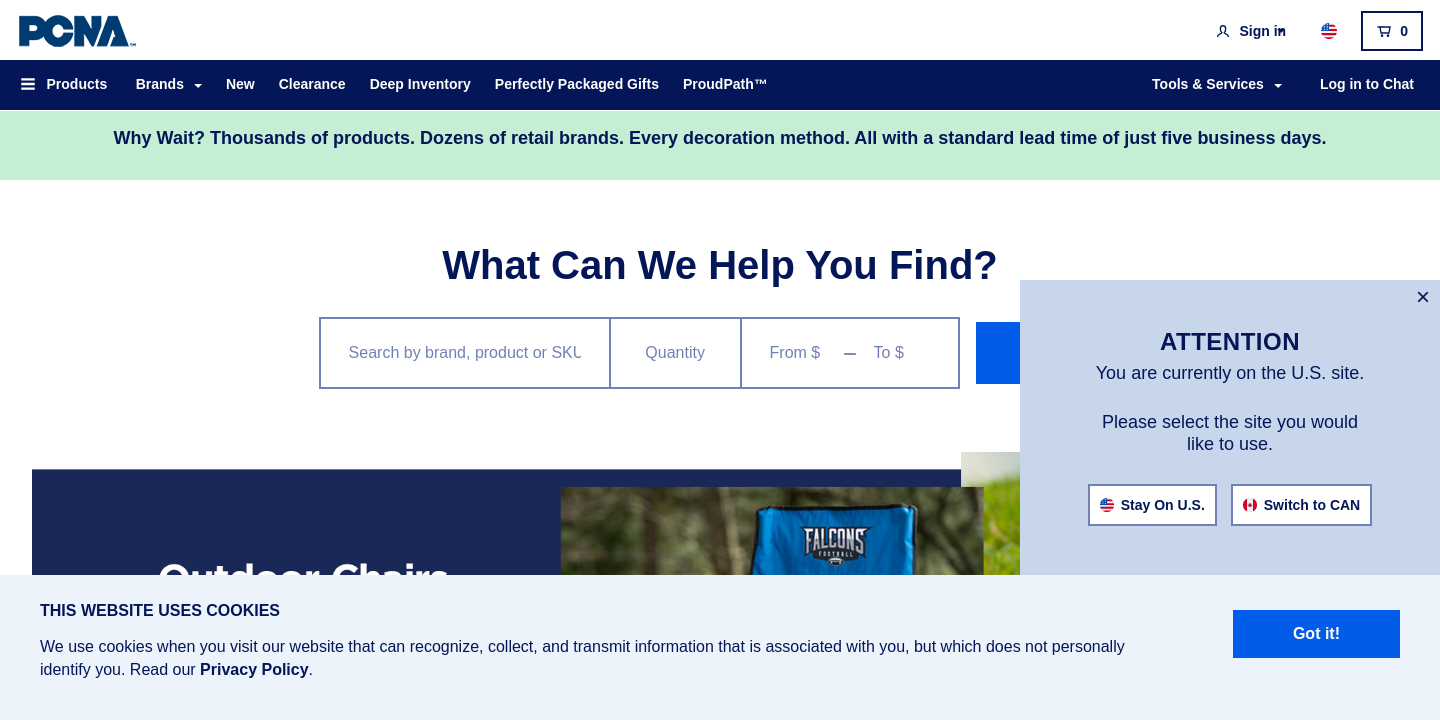 PCNA™
Sign in
0
Products Brands New Clearance Deep Inventory Perfectly Packaged Gifts ProudPath™ Tools & Services Log in to Chat
Why Wait? Thousands of products. Dozens of retail brands. Every decoration method. All with a standard lead time of just five business days.
What Can We Help You Find?
Search by brand, product or SKU Quantity From $ — To $
×
ATTENTION
You are currently on the U.S. site.
Please select the site you would
like to use.
Stay On U.S. Switch to CAN
Outdoor Chairs
FALCONS
FOOTBALL
THIS WEBSITE USES COOKIES
We use cookies when you visit our website that can recognize, collect, and transmit information that is associated with you, but which does not personally
identify you. Read our Privacy Policy.
Got it!